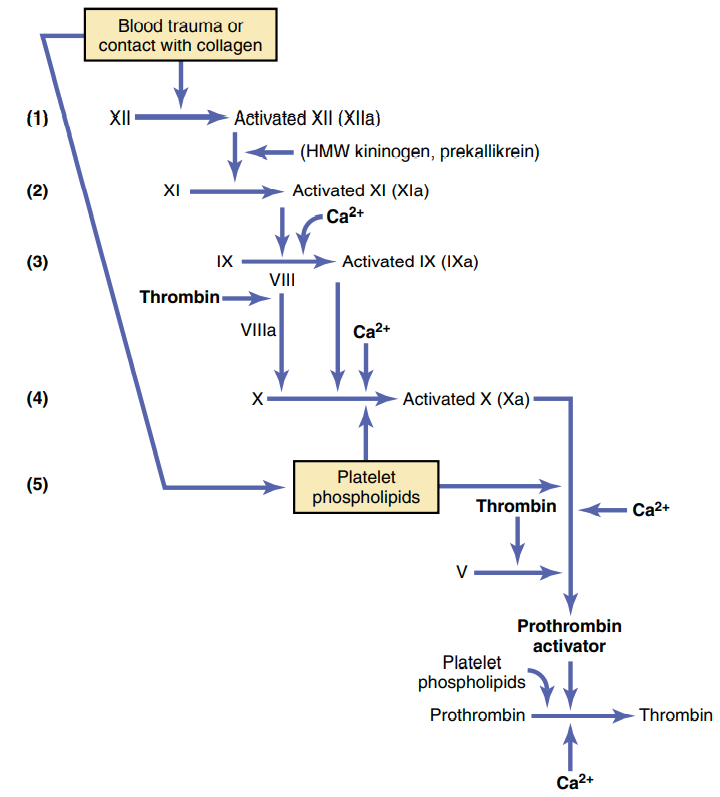 Blood trauma or
contact with collagen
(1) XII Activated XII (XIIa)
(HMW kininogen, prekallikrein)
(2) XI Activated XI (XIa)
Ca2+
(3) IX Activated IX (IXa)
VIII
Thrombin
VIIIa Ca2+
(4) X Activated X (Xa)
(5) Platelet
phospholipids
Thrombin Ca2+
V
Prothrombin
activator
Platelet
phospholipids
Prothrombin Thrombin
Ca2+